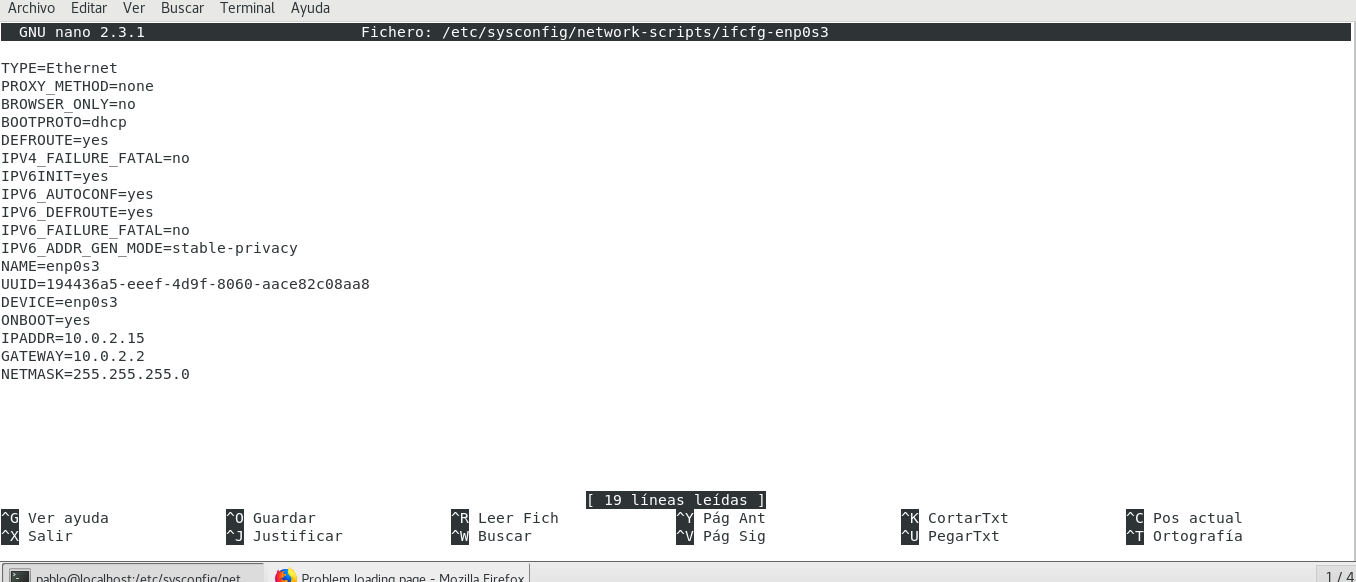 Archivo Editar Ver Buscar Terminal Ayuda
GNU nano 2.3.1 Fichero: /etc/sysconfig/network-scripts/ifcfg-enp0s3
TYPE=Ethernet
PROXY_METHOD=none
BROWSER_ONLY=no
BOOTPROTO=dhcp
DEFROUTE=yes
IPV4_FAILURE_FATAL=no
IPV6INIT=yes
IPV6_AUTOCONF=yes
IPV6_DEFROUTE=yes
IPV6_FAILURE_FATAL=no
IPV6_ADDR_GEN_MODE=stable-privacy
NAME=enp0s3
UUID=194436a5-eeef-4d9f-8060-aace82c08aa8
DEVICE=enp0s3
ONBOOT=yes
IPADDR=10.0.2.15
GATEWAY=10.0.2.2
NETMASK=255.255.255.0
[ 19 líneas leídas ]
^G Ver ayuda ^O Guardar ^R Leer Fich ^Y Pág Ant ^K CortarTxt ^C Pos actual
^X Salir ^J Justificar ^W Buscar ^V Pág Sig ^U PegarTxt ^T Ortografía
pablo@localhost:/etc/sysconfig/net... Problem loading page - Mozilla Firefox 1 / 4